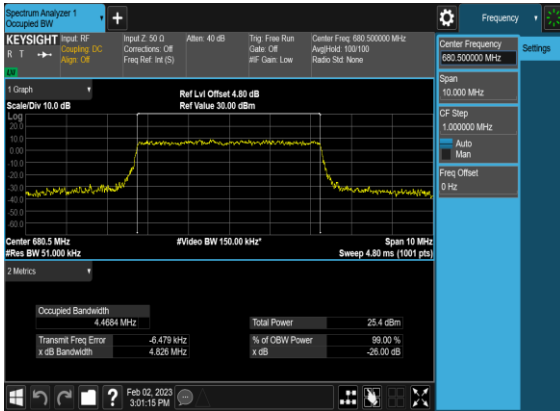 Spectrum Analyzer 1
Occupied BW
Frequency
KEYSIGHT
Input: RF
Coupling: DC
Align: Off
Input Z: 50 Ω
Corrections: Off
Freq Ref: Int (S)
Atten: 40 dB
Trig: Free Run
Gate: Off
#IF Gain: Low
Center Freq: 680.500000 MHz
Avg|Hold: 100/100
Radio Std: None
R T
Center Frequency
680.500000 MHz
Settings
Span
10.000 MHz
CF Step
1.000000 MHz
Auto
Man
Freq Offset
0 Hz
1 Graph
Scale/Div 10.0 dB
Ref Lvl Offset 4.80 dB
Ref Value 30.00 dBm
Log
20.0
10.0
0.00
-10.0
-20.0
-30.0
-40.0
-50.0
-60.0
Center 680.5 MHz
#Res BW 51.000 kHz
#Video BW 150.00 kHz*
Span 10 MHz
Sweep 4.80 ms (1001 pts)
2 Metrics
Occupied Bandwidth
4.4684 MHz
Total Power 25.4 dBm
Transmit Freq Error -6.479 kHz
% of OBW Power 99.00 %
x dB Bandwidth 4.826 MHz
x dB -26.00 dB
?
Feb 02, 2023
3:01:15 PM